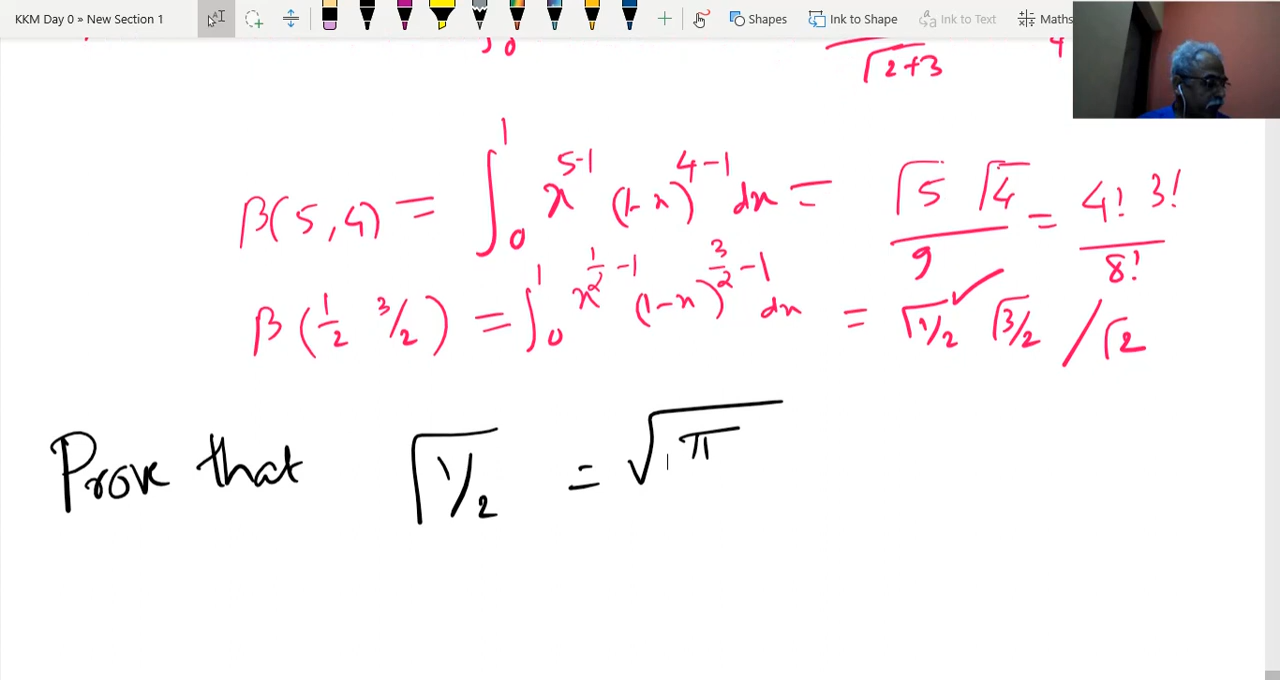 KKM Day 0 » New Section 1
Shapes
Ink to Shape
Ink to Text
Maths
∫0
Γ2+3
4
β(5,4) = ∫₀¹ x^(5-1) (1-x)^(4-1) dx = Γ5 Γ4 / 9 = 4! 3! / 8!
β(1/2 3/2) = ∫₀¹ x^(1/2-1) (1-x)^(3/2-1) dx = Γ1/2 ✓ Γ3/2 / Γ2
Prove that Γ1/2 = √π